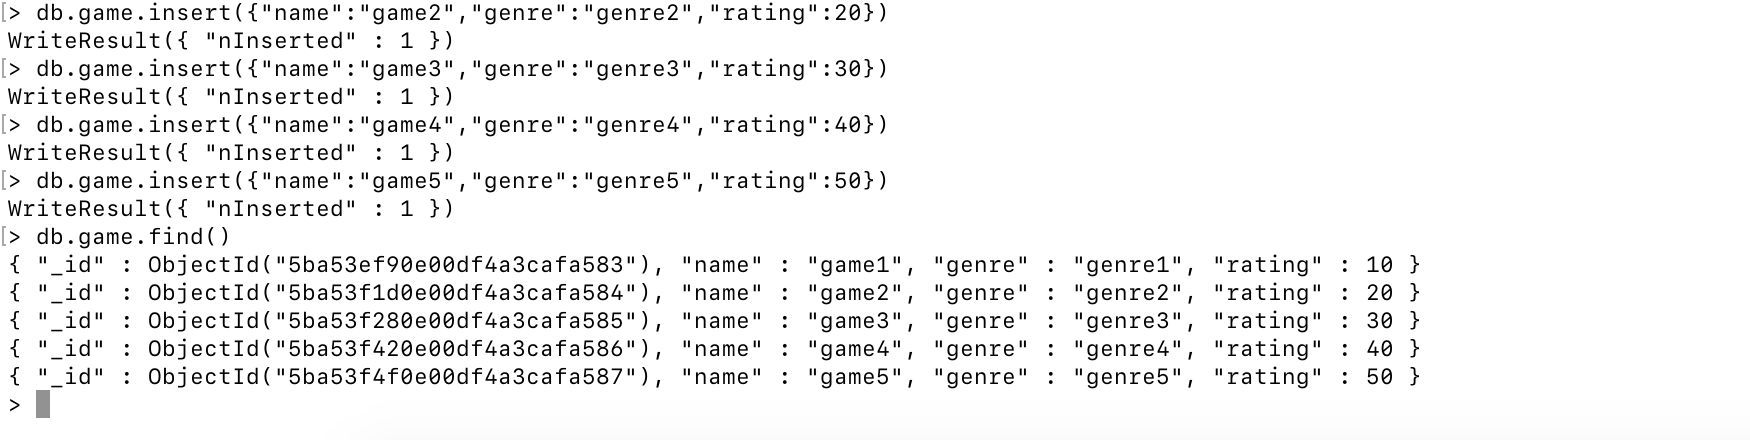 [> db.game.insert({"name":"game2","genre":"genre2","rating":20})
WriteResult({ "nInserted" : 1 })
[> db.game.insert({"name":"game3","genre":"genre3","rating":30})
WriteResult({ "nInserted" : 1 })
[> db.game.insert({"name":"game4","genre":"genre4","rating":40})
WriteResult({ "nInserted" : 1 })
[> db.game.insert({"name":"game5","genre":"genre5","rating":50})
WriteResult({ "nInserted" : 1 })
[> db.game.find()
{ "_id" : ObjectId("5ba53ef90e00df4a3cafa583"), "name" : "game1", "genre" : "genre1", "rating" : 10 }
{ "_id" : ObjectId("5ba53f1d0e00df4a3cafa584"), "name" : "game2", "genre" : "genre2", "rating" : 20 }
{ "_id" : ObjectId("5ba53f280e00df4a3cafa585"), "name" : "game3", "genre" : "genre3", "rating" : 30 }
{ "_id" : ObjectId("5ba53f420e00df4a3cafa586"), "name" : "game4", "genre" : "genre4", "rating" : 40 }
{ "_id" : ObjectId("5ba53f4f0e00df4a3cafa587"), "name" : "game5", "genre" : "genre5", "rating" : 50 }
>